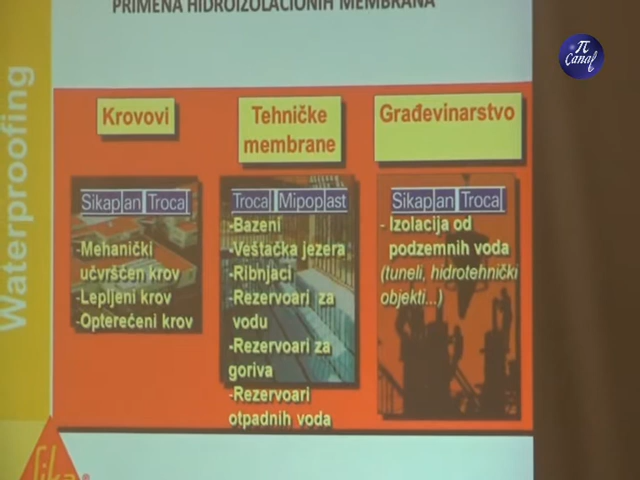 PRIMENA HIDROIZOLACIONIH MEMBRANA
π
Canal
Waterproofing
Krovovi
Tehničke
membrane
Građevinarstvo
Sikaplan Trocal
-Mehanički
učvršćen krov
-Lepljeni krov
-Opterećeni krov
Trocal Mipoplast
-Bazeni
-Veštačka jezera
-Ribnjaci
-Rezervoari za
vodu
-Rezervoari za
goriva
-Rezervoari
otpadnih voda
Sikaplan Trocal
- Izolacija od
podzemnih voda
(tuneli, hidrotehnički
objekti...)
Sika®